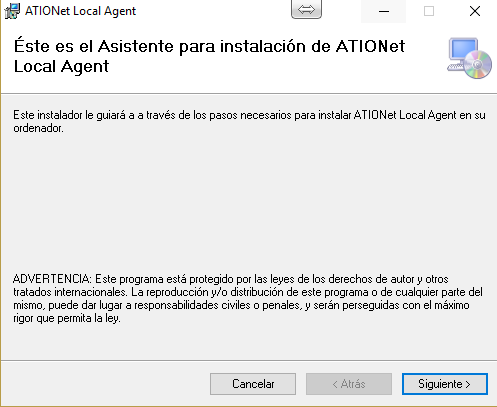 ATIONet Local Agent
Éste es el Asistente para instalación de ATIONet
Local Agent
Este instalador le guiará a a través de los pasos necesarios para instalar ATIONet Local Agent en su
ordenador.
ADVERTENCIA: Este programa está protegido por las leyes de los derechos de autor y otros
tratados internacionales. La reproducción y/o distribución de este programa o de cualquier parte del
mismo, puede dar lugar a responsabilidades civiles o penales, y serán perseguidas con el máximo
rigor que permita la ley.
Cancelar < Atrás Siguiente >